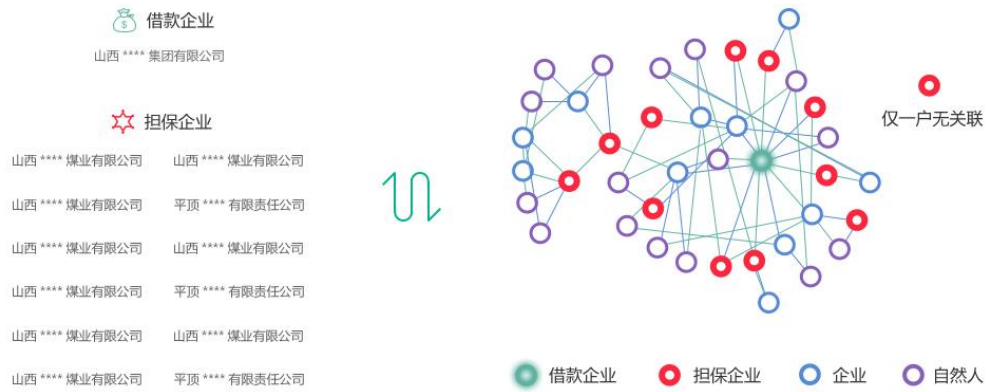 借款企业
山西 **** 集团有限公司
担保企业
山西 **** 煤业有限公司 山西 **** 煤业有限公司
山西 **** 煤业有限公司 平顶 **** 有限责任公司
山西 **** 煤业有限公司 山西 **** 煤业有限公司
山西 **** 煤业有限公司 平顶 **** 有限责任公司
山西 **** 煤业有限公司 山西 **** 煤业有限公司
山西 **** 煤业有限公司 平顶 **** 有限责任公司
仅一户无关联
借款企业 担保企业 企业 自然人